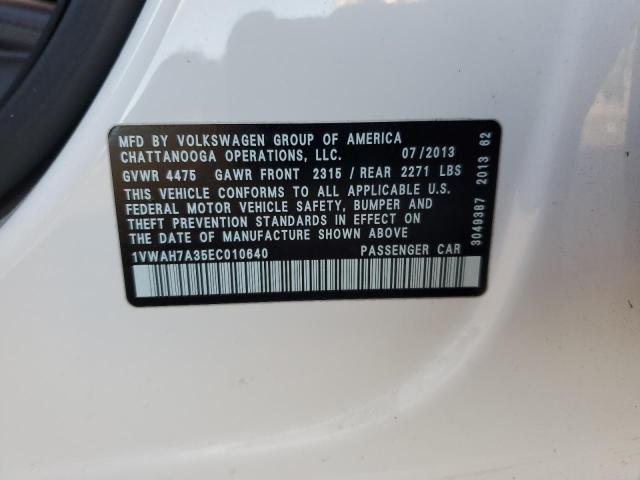 MFD BY VOLKSWAGEN GROUP OF AMERICA
CHATTANOOGA OPERATIONS, LLC. 07/2013
GVWR 4475 GAWR FRONT 2315 / REAR 2271 LBS
THIS VEHICLE CONFORMS TO ALL APPLICABLE U.S.
FEDERAL MOTOR VEHICLE SAFETY, BUMPER AND
THEFT PREVENTION STANDARDS IN EFFECT ON
THE DATE OF MANUFACTURE SHOWN ABOVE
1VWAH7A35EC010640 PASSENGER CAR
3049387 2013 62